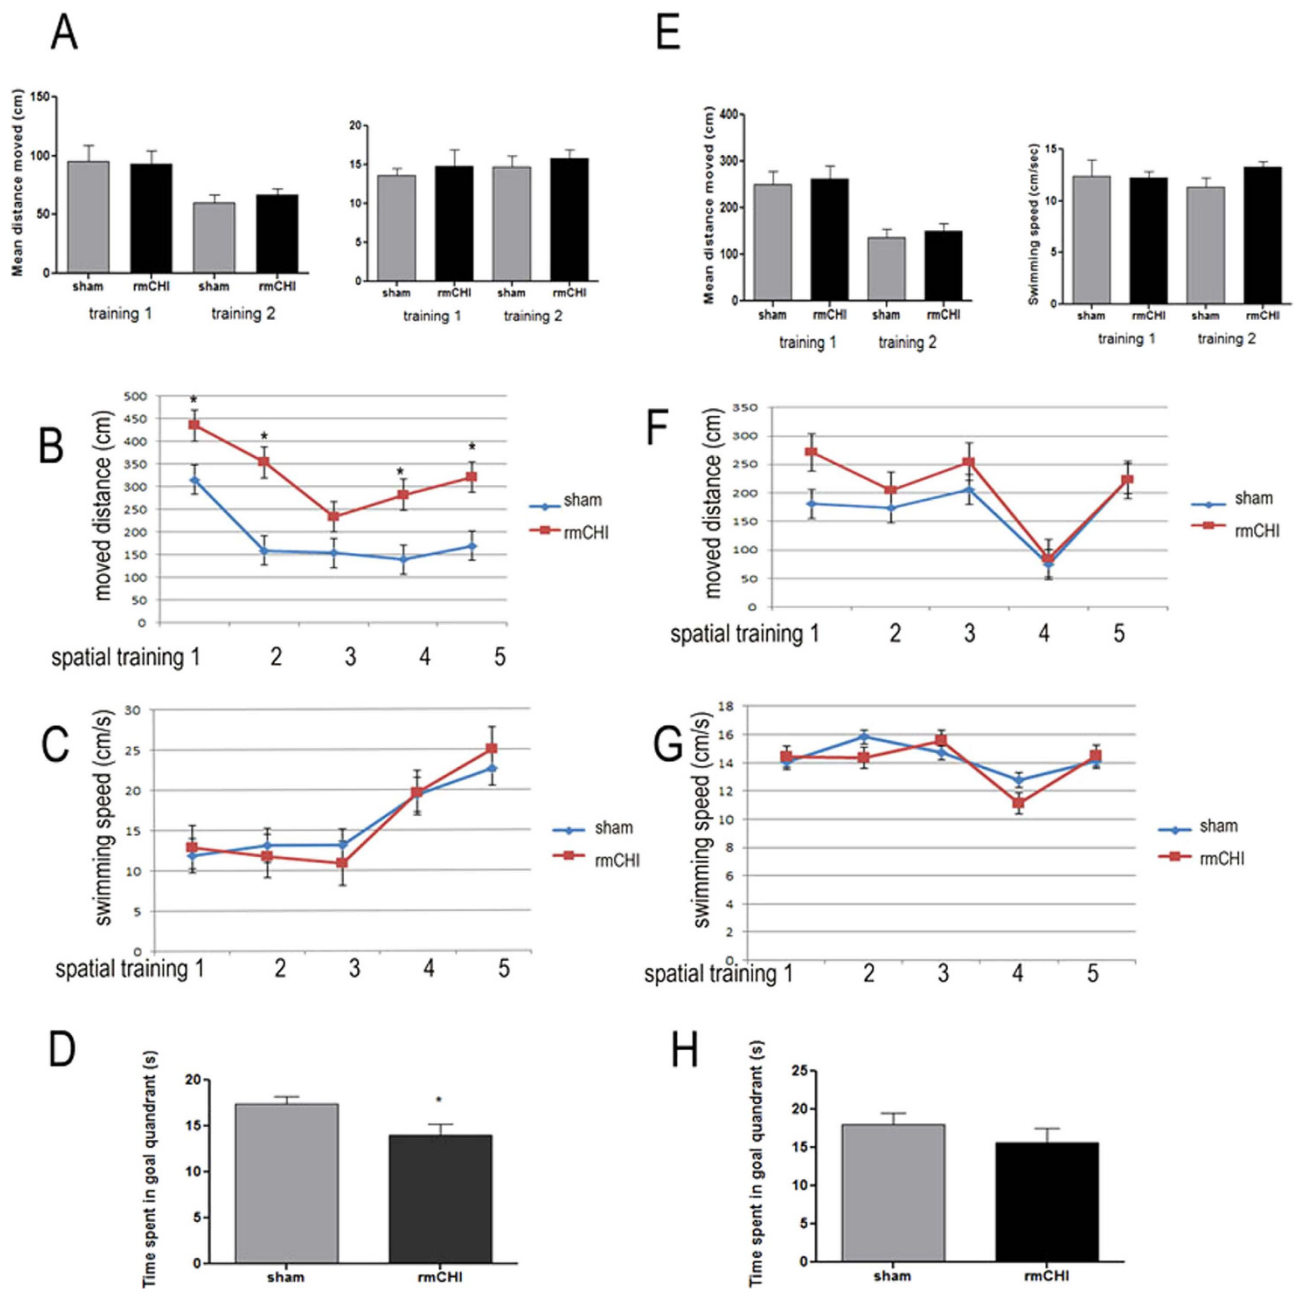 A
Mean distance moved (cm)
150
100
50
0
sham rmCHI sham rmCHI
training 1 training 2
20
15
10
5
0
sham rmCHI sham rmCHI
training 1 training 2
E
Mean distance moved (cm)
400
300
200
100
0
sham rmCHI sham rmCHI
training 1 training 2
Swimming speed (cm/sec)
15
10
5
0
sham rmCHI sham rmCHI
training 1 training 2
B
moved distance (cm)
500
450
400
350
300
250
200
150
100
50
0
* * * *
sham
rmCHI
spatial training 1 2 3 4 5
F
moved distance (cm)
350
300
250
200
150
100
50
0
sham
rmCHI
spatial training 1 2 3 4 5
C
swimming speed (cm/s)
30
25
20
15
10
5
0
sham
rmCHI
spatial training 1 2 3 4 5
G
swimming speed (cm/s)
18
16
14
12
10
8
6
4
2
0
sham
rmCHI
spatial training 1 2 3 4 5
D
Time spent in goal quandrant (s)
20
15
10
5
0
*
sham rmCHI
H
Time spent in goal quandrant (s)
25
20
15
10
5
0
sham rmCHI